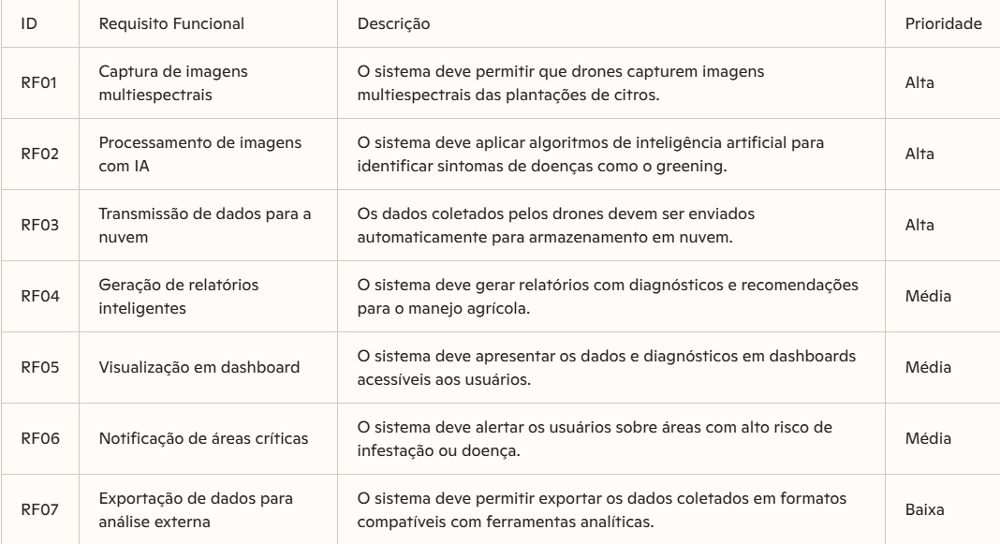 ID Requisito Funcional Descrição Prioridade
RF01 Captura de imagens multiespectrais O sistema deve permitir que drones capturem imagens multiespectrais das plantações de citros. Alta
RF02 Processamento de imagens com IA O sistema deve aplicar algoritmos de inteligência artificial para identificar sintomas de doenças como o greening. Alta
RF03 Transmissão de dados para a nuvem Os dados coletados pelos drones devem ser enviados automaticamente para armazenamento em nuvem. Alta
RF04 Geração de relatórios inteligentes O sistema deve gerar relatórios com diagnósticos e recomendações para o manejo agrícola. Média
RF05 Visualização em dashboard O sistema deve apresentar os dados e diagnósticos em dashboards acessíveis aos usuários. Média
RF06 Notificação de áreas críticas O sistema deve alertar os usuários sobre áreas com alto risco de infestação ou doença. Média
RF07 Exportação de dados para análise externa O sistema deve permitir exportar os dados coletados em formatos compatíveis com ferramentas analíticas. Baixa